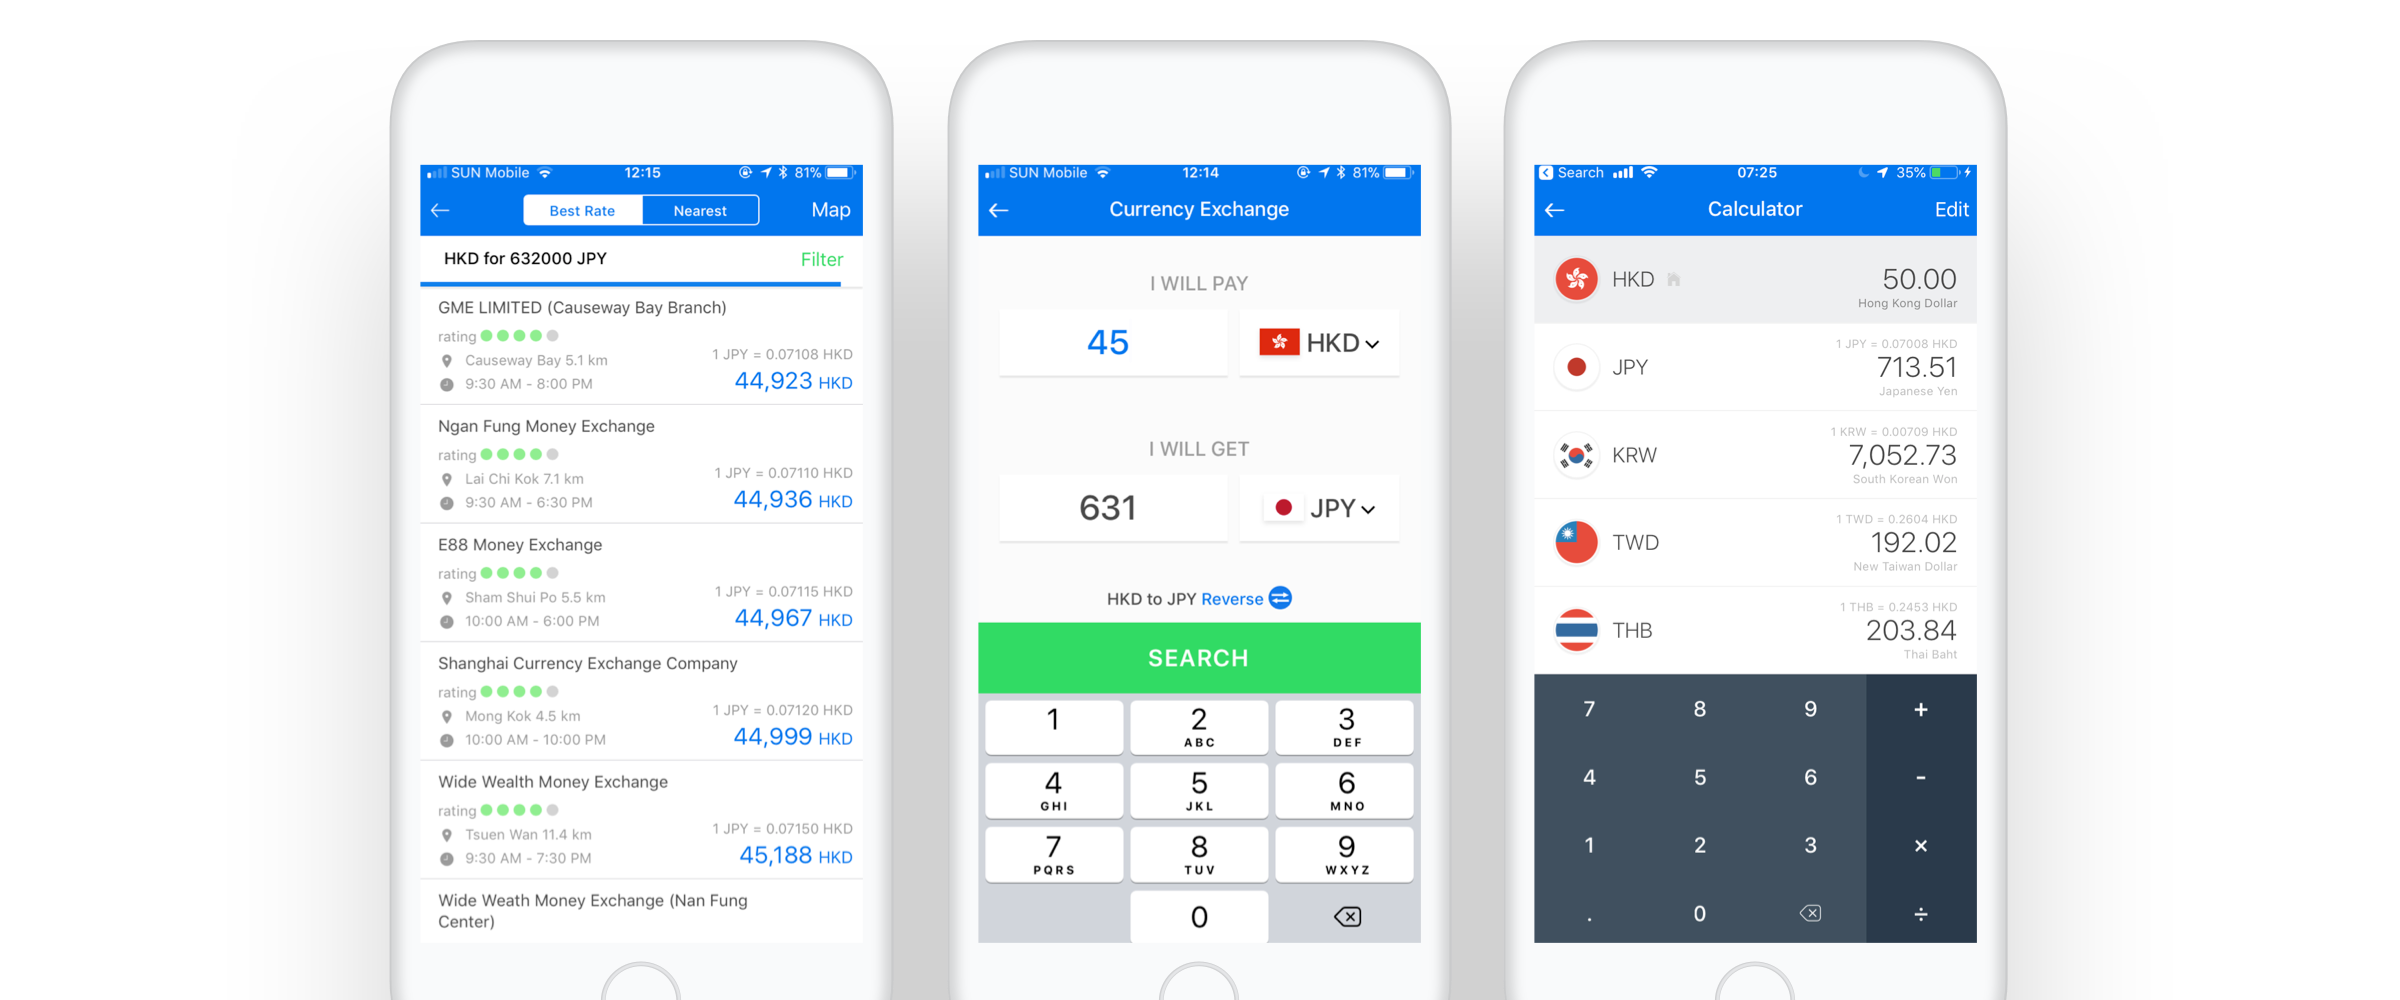 SUN Mobile 12:15 81%
Best Rate Nearest Map
HKD for 632000 JPY Filter
GME LIMITED (Causeway Bay Branch)
rating
Causeway Bay 5.1 km 1 JPY = 0.07108 HKD
9:30 AM - 8:00 PM 44,923 HKD
Ngan Fung Money Exchange
rating
Lai Chi Kok 7.1 km 1 JPY = 0.07110 HKD
9:30 AM - 6:30 PM 44,936 HKD
E88 Money Exchange
rating
Sham Shui Po 5.5 km 1 JPY = 0.07115 HKD
10:00 AM - 6:00 PM 44,967 HKD
Shanghai Currency Exchange Company
rating
Mong Kok 4.5 km 1 JPY = 0.07120 HKD
10:00 AM - 10:00 PM 44,999 HKD
Wide Wealth Money Exchange
rating
Tsuen Wan 11.4 km 1 JPY = 0.07150 HKD
9:30 AM - 7:30 PM 45,188 HKD
Wide Weath Money Exchange (Nan Fung
Center)
SUN Mobile 12:14 81%
Currency Exchange
I WILL PAY
45 HKD
I WILL GET
631 JPY
HKD to JPY Reverse
SEARCH
1 2 3
ABC DEF
4 5 6
GHI JKL MNO
7 8 9
PQRS TUV WXYZ
0
Search 07:25 35%
Calculator Edit
HKD 50.00
Hong Kong Dollar
1 JPY = 0.07008 HKD
JPY 713.51
Japanese Yen
1 KRW = 0.00709 HKD
KRW 7,052.73
South Korean Won
1 TWD = 0.2604 HKD
TWD 192.02
New Taiwan Dollar
1 THB = 0.2453 HKD
THB 203.84
Thai Baht
7 8 9 +
4 5 6 -
1 2 3 ×
. 0 ÷